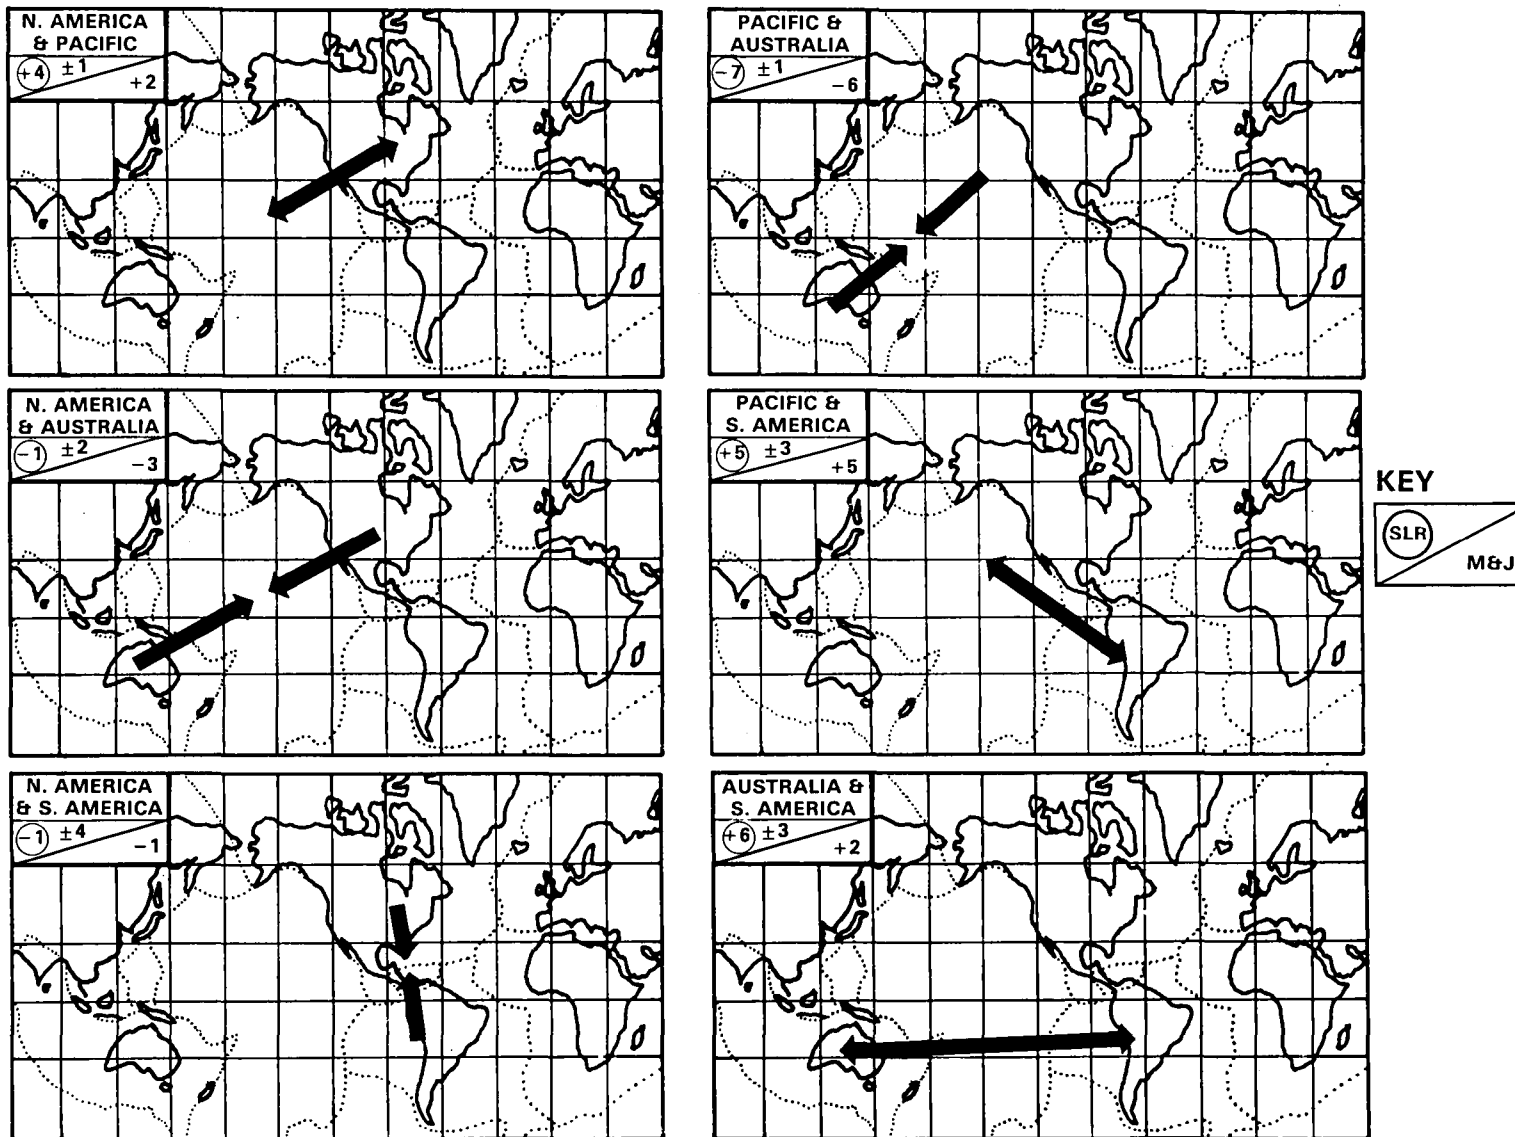 N. AMERICA
& PACIFIC
+4 ±1
+2
PACIFIC &
AUSTRALIA
-7 ±1
-6
N. AMERICA
& AUSTRALIA
-1 ±2
-3
PACIFIC &
S. AMERICA
+5 ±3
+5
KEY
SLR
M&J
N. AMERICA
& S. AMERICA
-1 ±4
-1
AUSTRALIA &
S. AMERICA
+6 ±3
+2